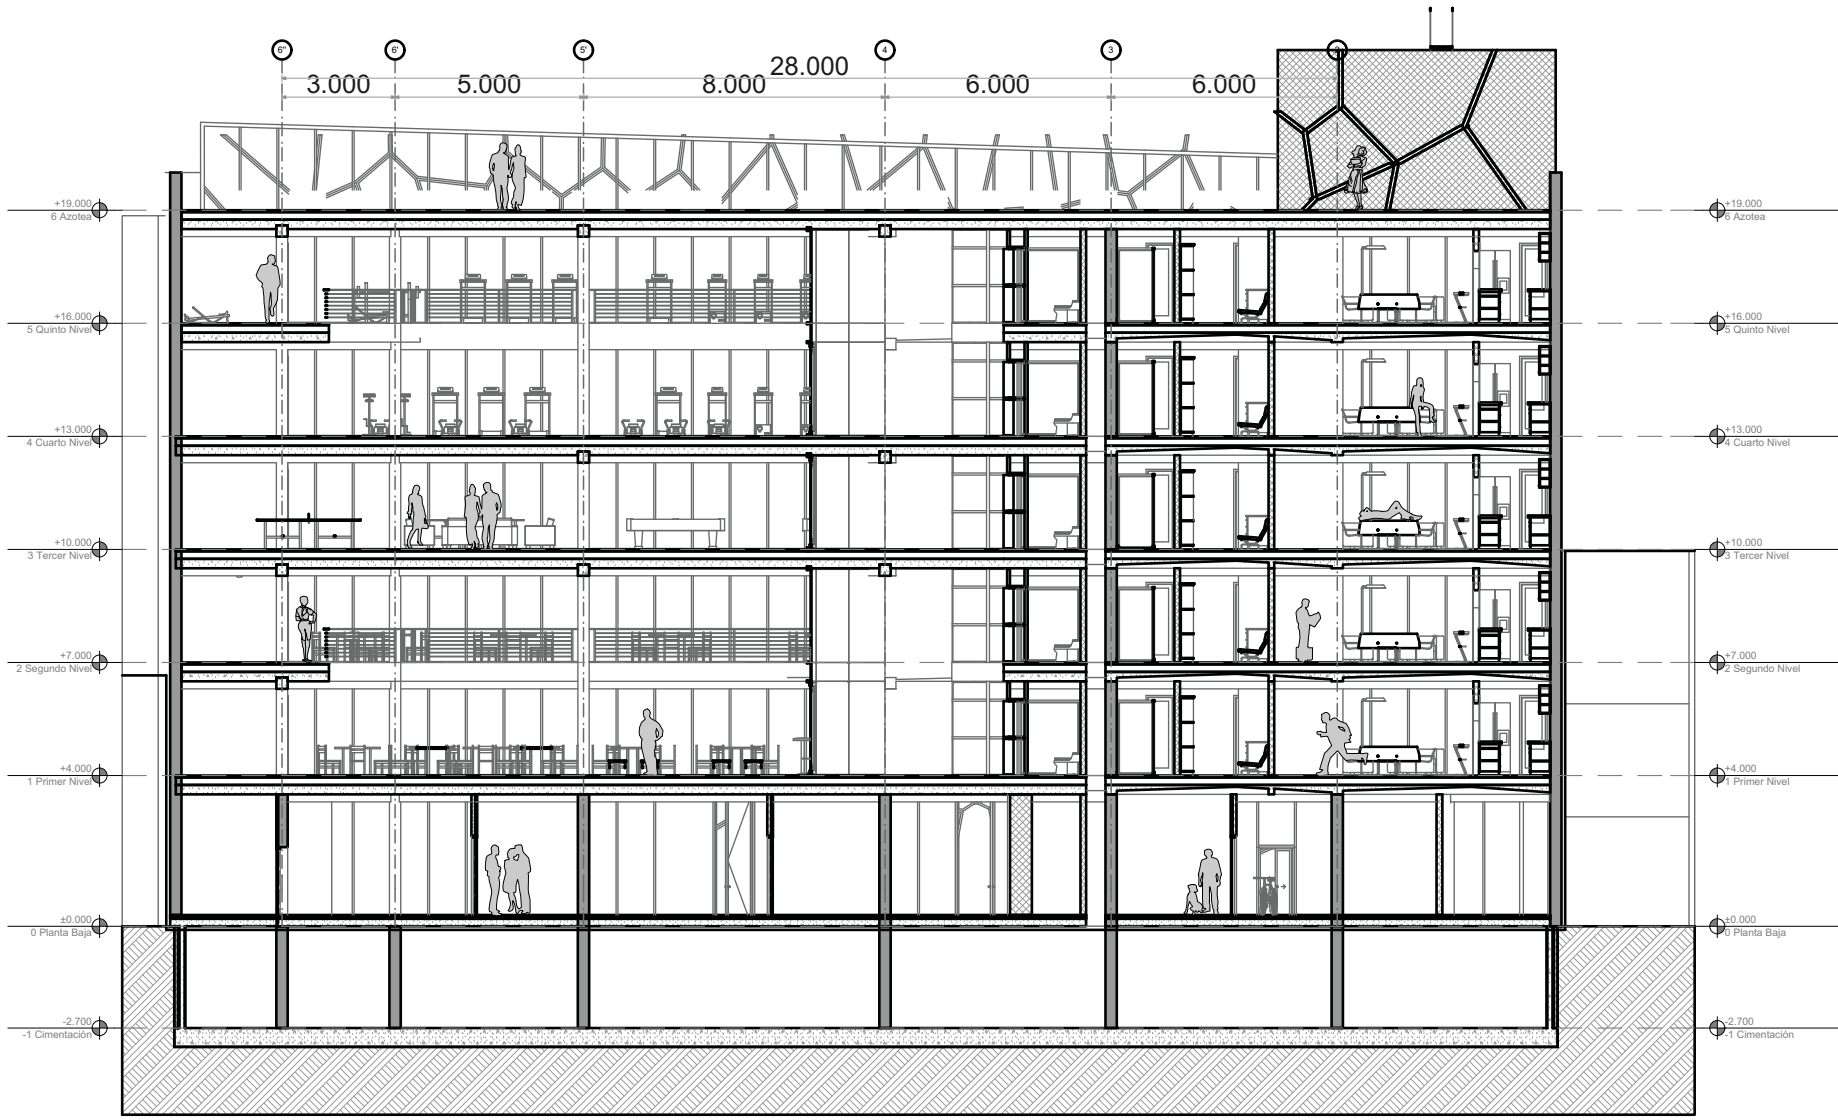 6" 6' 5' 4 3 2
28.000
3.000 5.000 8.000 6.000 6.000
+19.000 +19.000
6 Azotea 6 Azotea
+16.000 +16.000
5 Quinto Nivel 5 Quinto Nivel
+13.000 +13.000
4 Cuarto Nivel 4 Cuarto Nivel
+10.000 +10.000
3 Tercer Nivel 3 Tercer Nivel
+7.000 +7.000
2 Segundo Nivel 2 Segundo Nivel
+4.000 +4.000
1 Primer Nivel 1 Primer Nivel
±0.000 ±0.000
0 Planta Baja 0 Planta Baja
-2.700 -2.700
-1 Cimentación -1 Cimentación